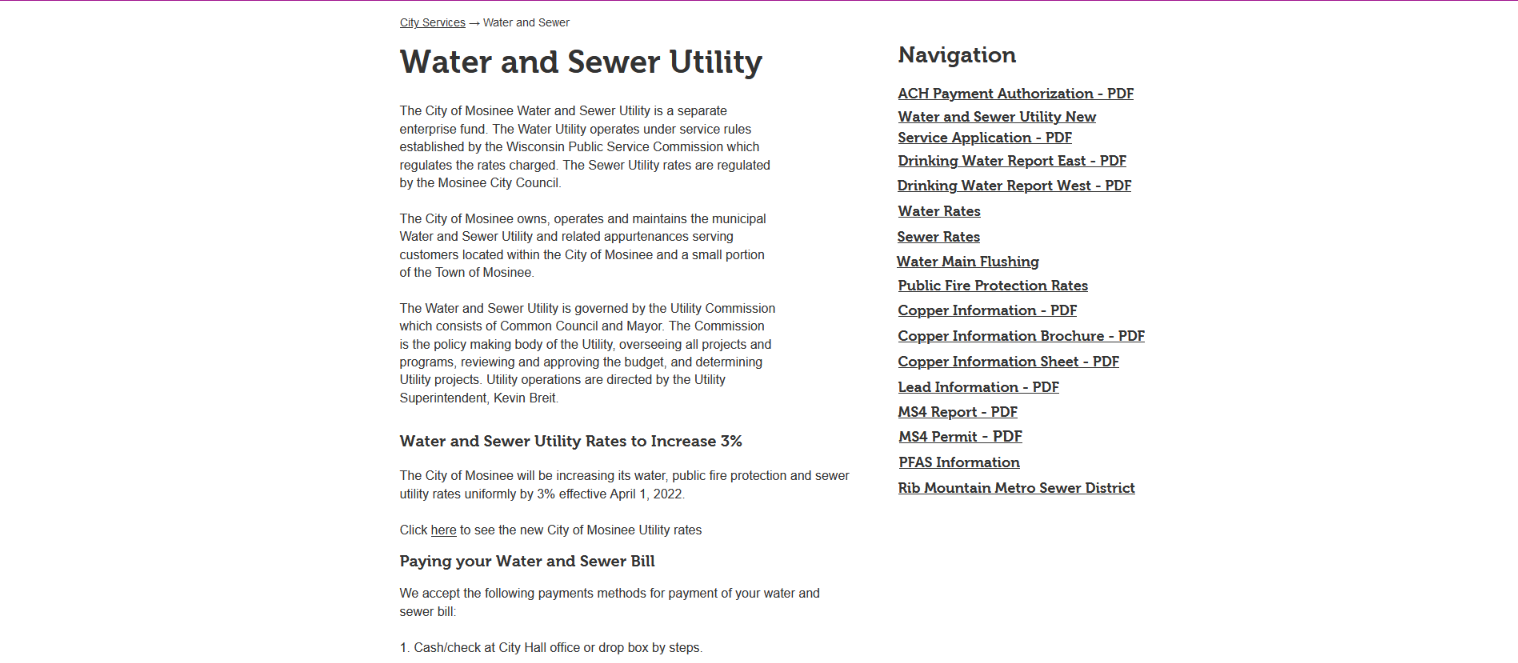 City Services → Water and Sewer
Water and Sewer Utility
The City of Mosinee Water and Sewer Utility is a separate
enterprise fund. The Water Utility operates under service rules
established by the Wisconsin Public Service Commission which
regulates the rates charged. The Sewer Utility rates are regulated
by the Mosinee City Council.
The City of Mosinee owns, operates and maintains the municipal
Water and Sewer Utility and related appurtenances serving
customers located within the City of Mosinee and a small portion
of the Town of Mosinee.
The Water and Sewer Utility is governed by the Utility Commission
which consists of Common Council and Mayor. The Commission
is the policy making body of the Utility, overseeing all projects and
programs, reviewing and approving the budget, and determining
Utility projects. Utility operations are directed by the Utility
Superintendent, Kevin Breit.
Water and Sewer Utility Rates to Increase 3%
The City of Mosinee will be increasing its water, public fire protection and sewer
utility rates uniformly by 3% effective April 1, 2022.
Click here to see the new City of Mosinee Utility rates
Paying your Water and Sewer Bill
We accept the following payments methods for payment of your water and
sewer bill:
1. Cash/check at City Hall office or drop box by steps.
Navigation
ACH Payment Authorization - PDF
Water and Sewer Utility New
Service Application - PDF
Drinking Water Report East - PDF
Drinking Water Report West - PDF
Water Rates
Sewer Rates
Water Main Flushing
Public Fire Protection Rates
Copper Information - PDF
Copper Information Brochure - PDF
Copper Information Sheet - PDF
Lead Information - PDF
MS4 Report - PDF
MS4 Permit - PDF
PFAS Information
Rib Mountain Metro Sewer District